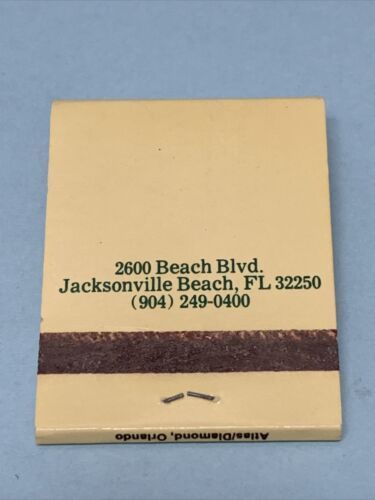 2600 Beach Blvd.
Jacksonville Beach, FL 32250
(904) 249-0400
Atlas/Diamond, Orlando